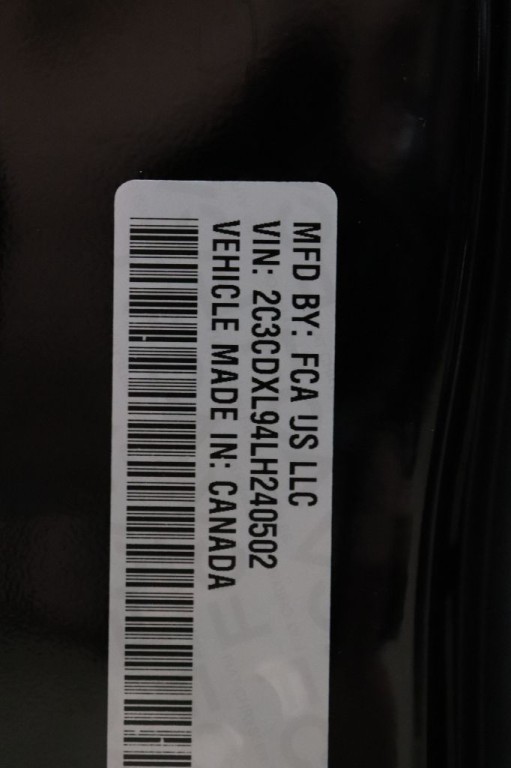 MFD BY: FCA US LLC
VIN: 2C3CDXL94LH240502
VEHICLE MADE IN: CANADA